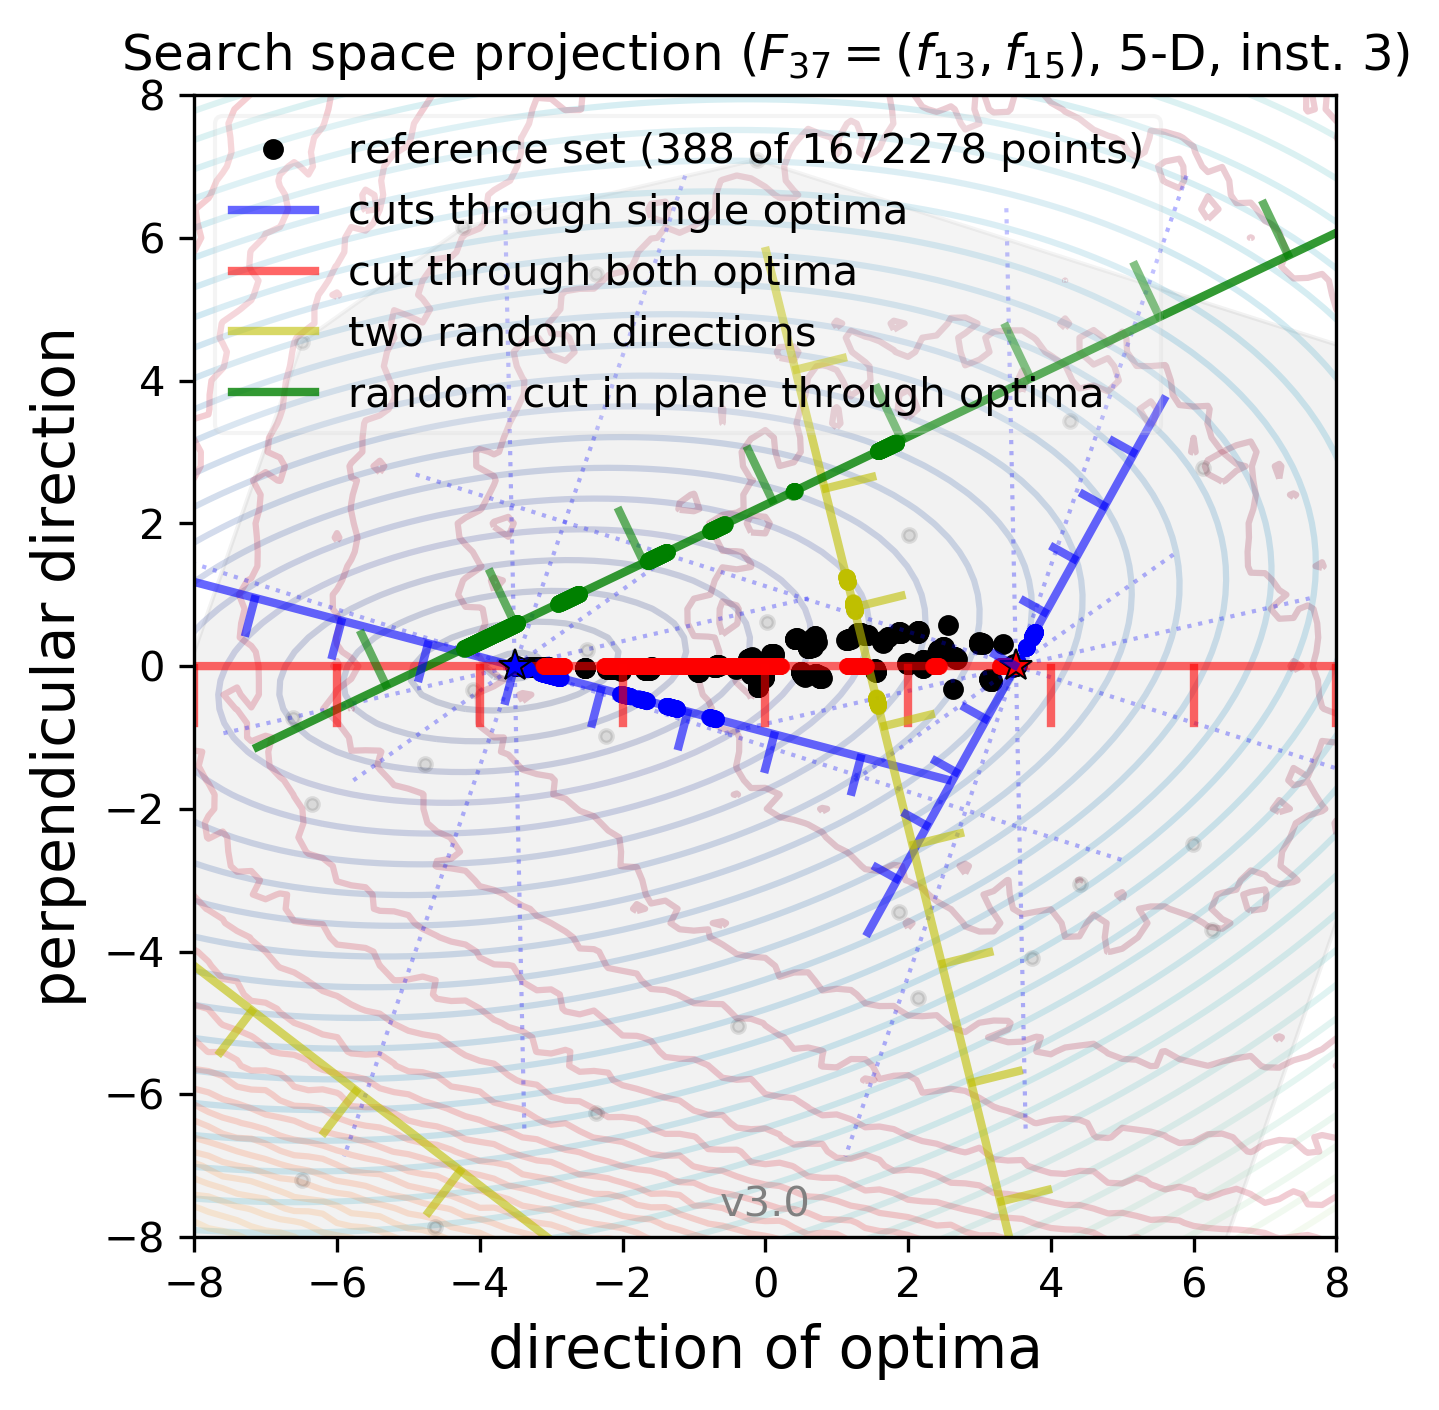 Search space projection (F37 = (f13, f15), 5-D, inst. 3)
reference set (388 of 1672278 points)
cuts through single optima
cut through both optima
two random directions
random cut in plane through optima
8
6
4
2
0
−2
−4
−6
−8
perpendicular direction
v3.0
−8 −6 −4 −2 0 2 4 6 8
direction of optima